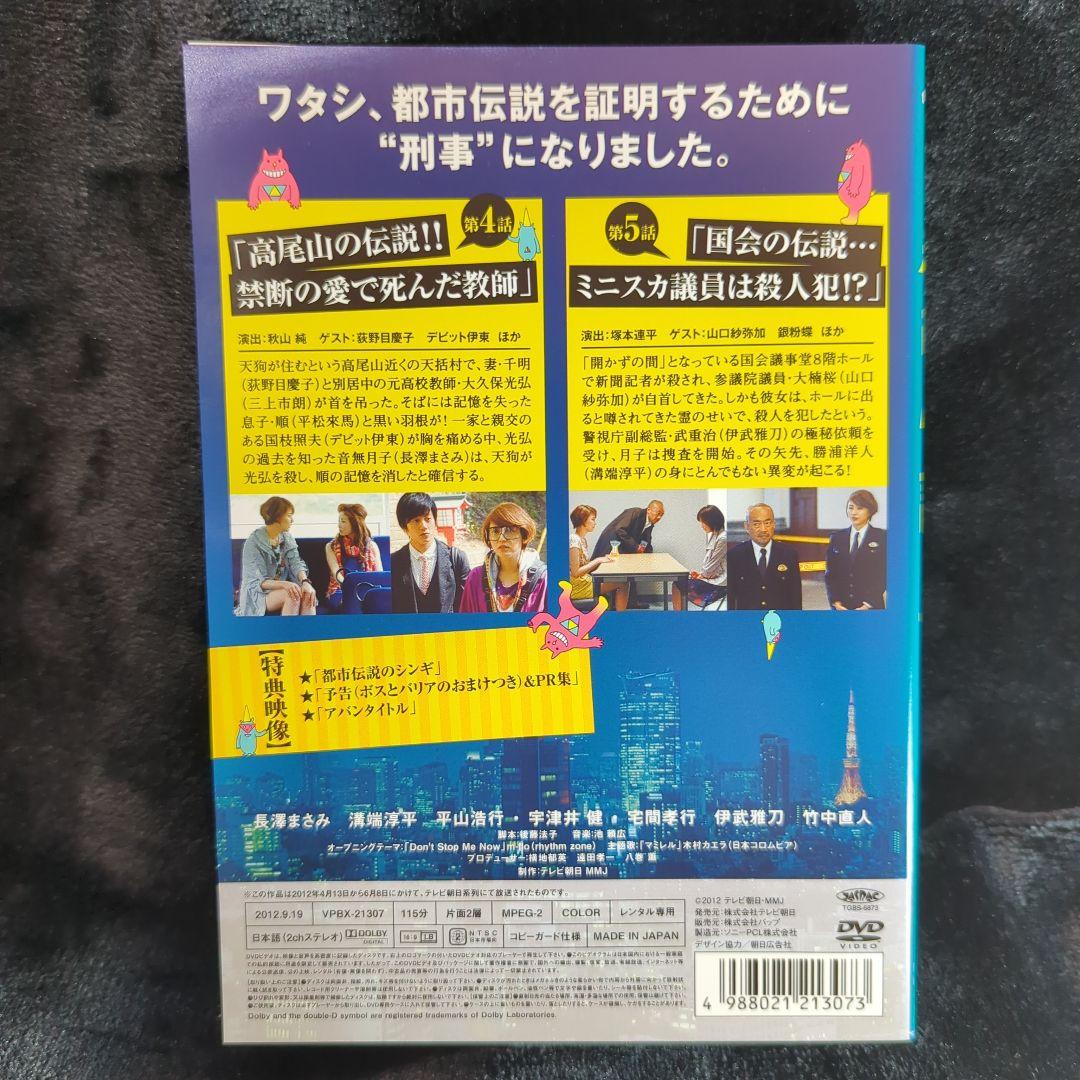 ワタシ、都市伝説を証明するために
“刑事”になりました。
第4話
「高尾山の伝説!!
禁断の愛で死んだ教師」
演出:秋山 純 ゲスト:荻野目慶子 デビット伊東 ほか
天狗が住むという高尾山近くの天括村で、妻・千明
(荻野目慶子)と別居中の元高校教師・大久保光弘
(三上市朗)が首を吊った。そばには記憶を失った
息子・順(平松來馬)と黒い羽根が! 一家と親交の
ある国枝照夫(デビット伊東)が胸を痛める中、光弘
の過去を知った音無月子(長澤まさみ)は、天狗が
光弘を殺し、順の記憶を消したと確信する。
第5話
「国会の伝説…
ミニスカ議員は殺人犯!?」
演出:塚本連平 ゲスト:山口紗弥加 銀粉蝶 ほか
「開かずの間」となっている国会議事堂8階ホール
で新聞記者が殺され、参議院議員・大楠桜(山口
紗弥加)が自首してきた。しかも彼女は、ホールに出
ると噂されてきた霊のせいで、殺人を犯したという。
警視庁副総監・武重治(伊武雅刀)の極秘依頼を
受け、月子は捜査を開始。その矢先、勝浦洋人
(溝端淳平)の身にとんでもない異変が起こる!
【特典映像】
★「都市伝説のシンギ」
★「予告(ボスとバリアのおまけつき)&PR集」
★「アバンタイトル」
長澤まさみ 溝端淳平 平山浩行・宇津井 健・宅間孝行 伊武雅刀 竹中直人
脚本:後藤法子 音楽:池 頼広
オープニングテーマ:「Don't Stop Me Now」m-flo(rhythm zone) 主題歌:「マミレル」木村カエラ(日本コロムビア)
プロデューサー:横地郁英 遠田孝一 八巻 薫
制作:テレビ朝日 MMJ
※この作品は2012年4月13日から6月8日にかけて、テレビ朝日系列にて放送されたものです。
2012.9.19 VPBX-21307 115分 片面2層 MPEG-2 COLOR レンタル専用
日本語(2chステレオ) DOLBY DIGITAL 16:9 LB 2 NTSC 日本市場向 コピーガード仕様 MADE IN JAPAN
©2012 テレビ朝日・MMJ
発売元:株式会社テレビ朝日
販売元:株式会社バップ
製造元:ソニーPCL株式会社
デザイン協力/朝日広告社
TGBS-5873
DVD VIDEO
Dolby and the double-D symbol are registered trademarks of Dolby Laboratories.
4 988021 213073